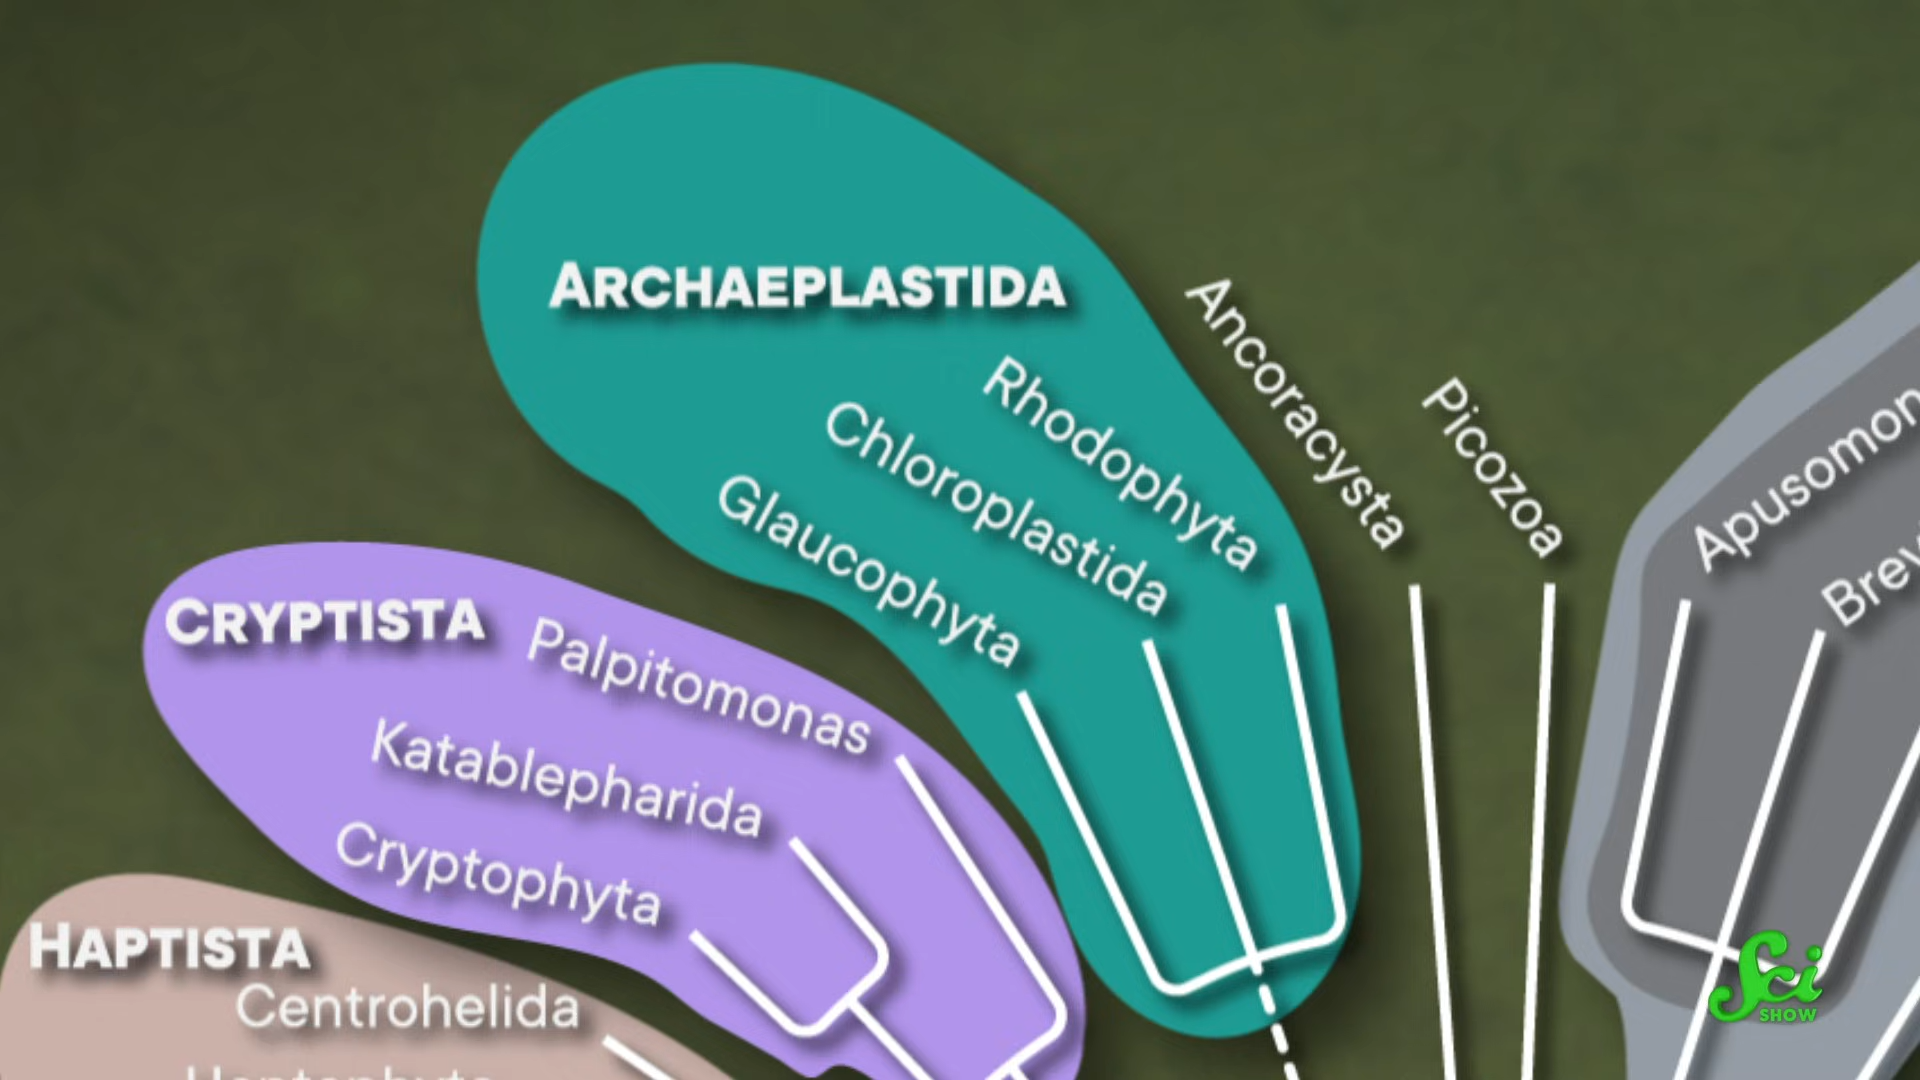 ARCHAEPLASTIDA
Rhodophyta
Chloroplastida
Glaucophyta
Ancoracysta
Picozoa
Apusomon
Brev
CRYPTISTA
Palpitomonas
Katablepharida
Cryptophyta
HAPTISTA
Centrohelida
Sci
SHOW